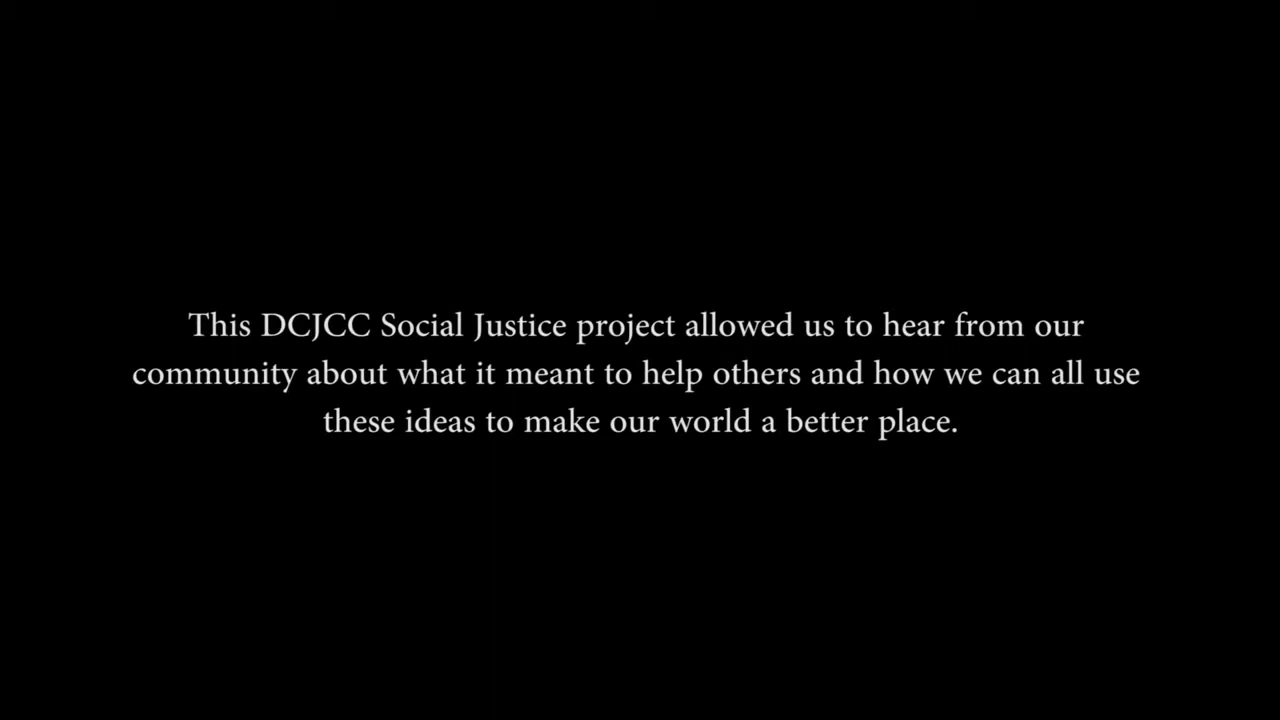 This DCJCC Social Justice project allowed us to hear from our
community about what it meant to help others and how we can all use
these ideas to make our world a better place.